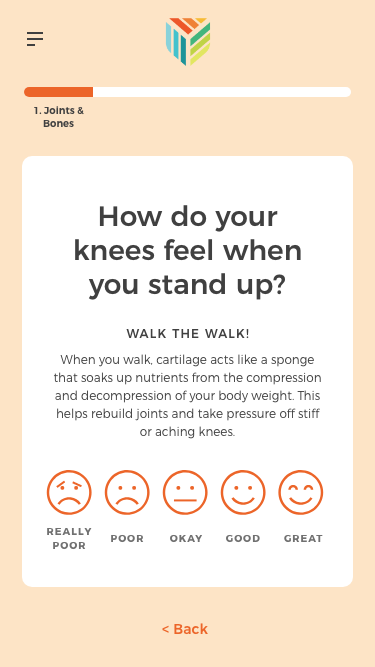 1. Joints &
Bones
How do your
knees feel when
you stand up?
WALK THE WALK!
When you walk, cartilage acts like a sponge
that soaks up nutrients from the compression
and decompression of your body weight. This
helps rebuild joints and take pressure off stiff
or aching knees.
REALLY
POOR
POOR
OKAY
GOOD
GREAT
< Back